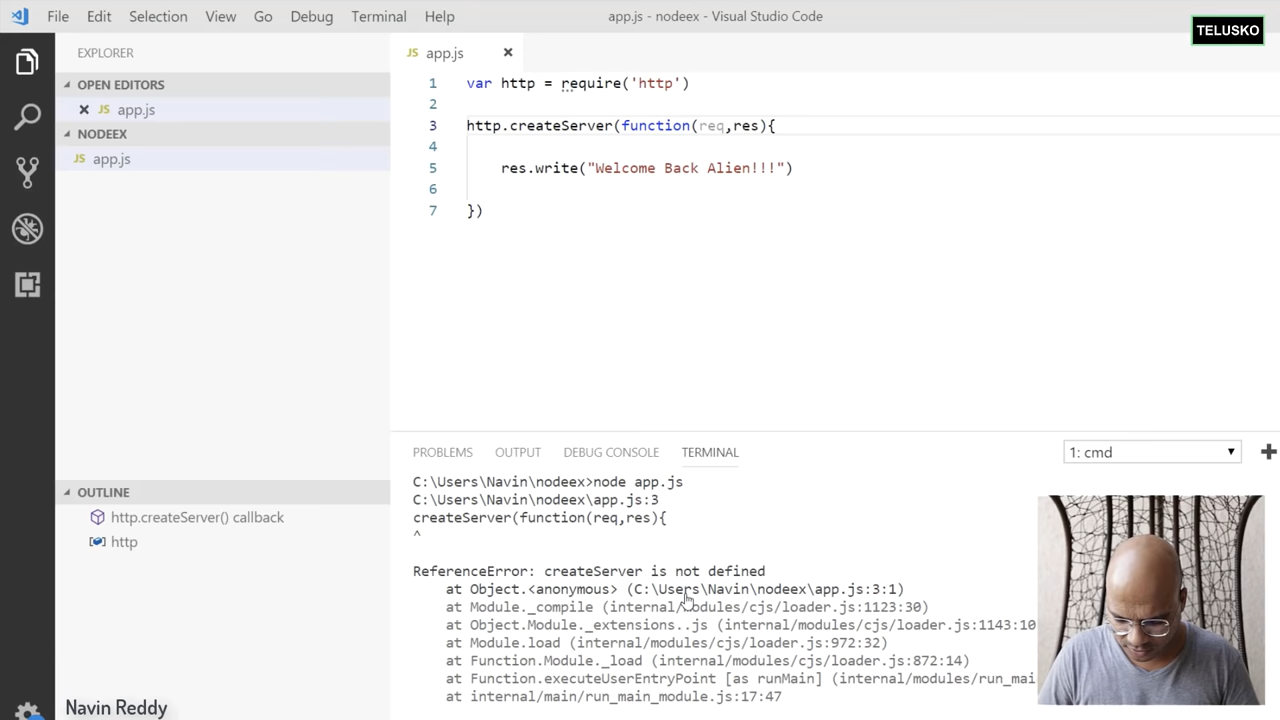 File Edit Selection View Go Debug Terminal Help
app.js - nodeex - Visual Studio Code
TELUSKO
EXPLORER
OPEN EDITORS
JS app.js
NODEEX
JS app.js
JS app.js
1 var http = require('http')
2
3 http.createServer(function(req,res){
4
5 res.write("Welcome Back Alien!!!")
6
7 })
OUTLINE
http.createServer() callback
http
PROBLEMS OUTPUT DEBUG CONSOLE TERMINAL
1: cmd
C:\Users\Navin\nodeex>node app.js
C:\Users\Navin\nodeex\app.js:3
createServer(function(req,res){
^
ReferenceError: createServer is not defined
at Object.<anonymous> (C:\Users\Navin\nodeex\app.js:3:1)
at Module._compile (internal/modules/cjs/loader.js:1123:30)
at Object.Module._extensions..js (internal/modules/cjs/loader.js:1143:10
at Module.load (internal/modules/cjs/loader.js:972:32)
at Function.Module._load (internal/modules/cjs/loader.js:872:14)
at Function.executeUserEntryPoint [as runMain] (internal/modules/run_mai
at internal/main/run_main_module.js:17:47
Navin Reddy